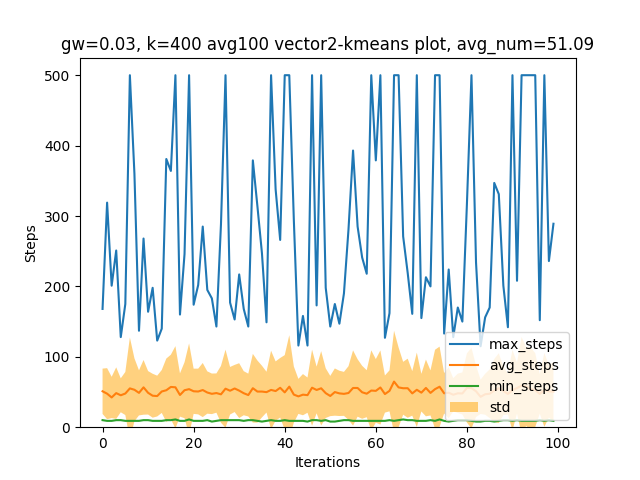 gw=0.03, k=400 avg100 vector2-kmeans plot, avg_num=51.09
500
400
300
200
100
0
Steps
0 20 40 60 80 100
Iterations
max_steps
avg_steps
min_steps
std